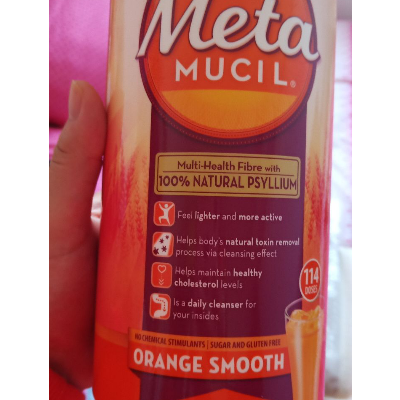 Meta
MUCIL®
Multi-Health Fibre with
100% NATURAL PSYLLIUM
Feel lighter and more active
Helps body's natural toxin removal
process via cleansing effect
Helps maintain healthy
cholesterol levels
Is a daily cleanser for
your insides
114
DOSES
NO CHEMICAL STIMULANTS | SUGAR AND GLUTEN FREE
ORANGE SMOOTH